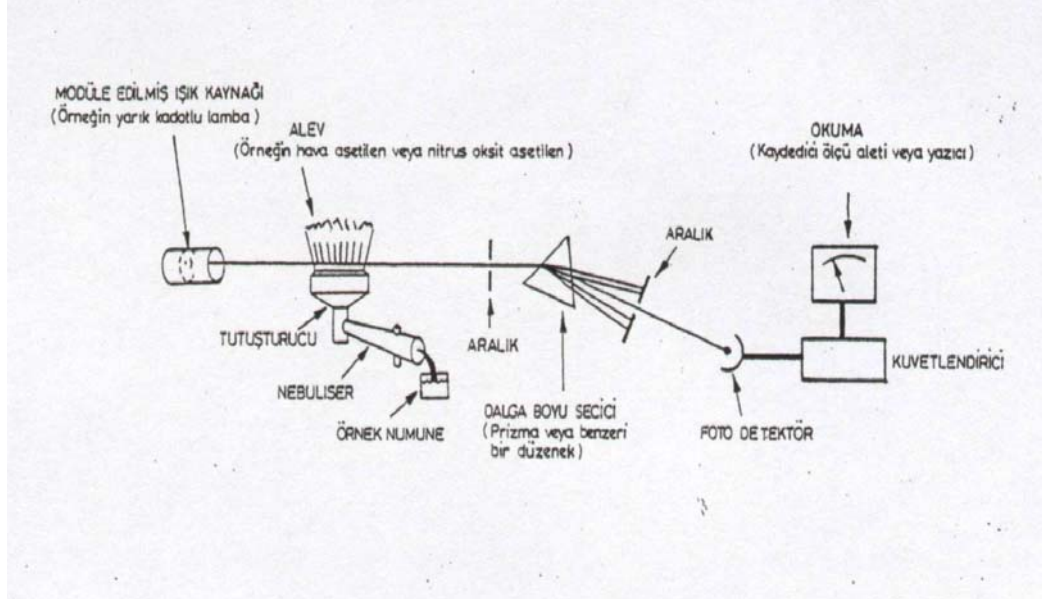 MODÜLE EDİLMİŞ IŞIK KAYNAĞI
(Örneğin yarık kadotlu lamba)
ALEV
(Örneğin hava asetilen veya nitrus oksit asetilen)
OKUMA
(Kaydedici ölçü aleti veya yazıcı)
ARALIK
TUTUŞTURUCU
ARALIK
NEBULISER
KUVETLENDİRİCİ
ÖRNEK NUMUNE
DALGA BOYU SECİCİ
(Prizma veya benzeri
bir düzenek)
FOTO DETEKTÖR